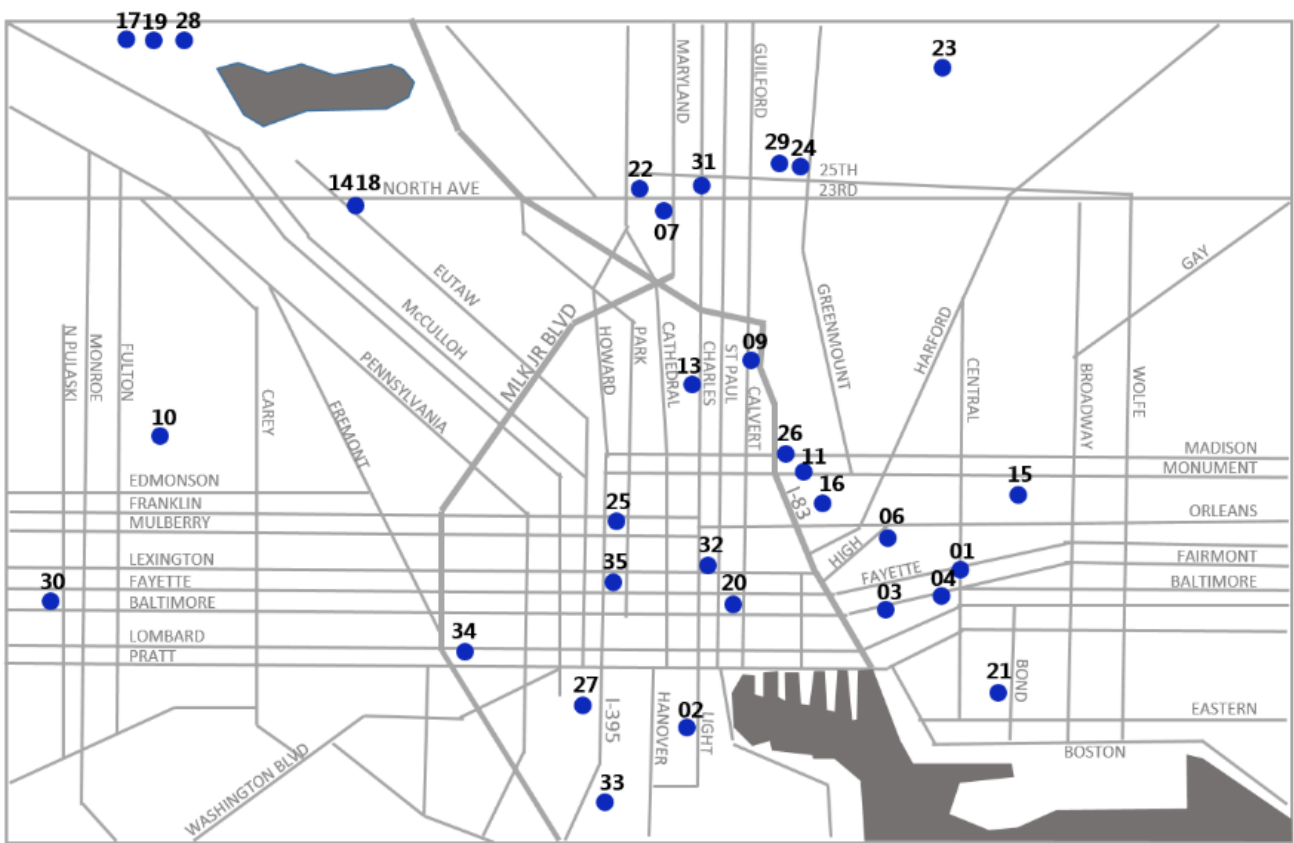 17 19 28
23
MARYLAND
GUILFORD
29 24
25TH
23RD
22
31
14 18
NORTH AVE
07
EUTAW
McCULLOH
PENNSYLVANIA
MLK JR BLVD
GAY
GREENMOUNT
HARFORD
N PULASKI
MONROE
FULTON
CAREY
FREMONT
HOWARD
PARK
CATHEDRAL
CHARLES
ST PAUL
CALVERT
09
13
CENTRAL
BROADWAY
WOLFE
10
26
11
16
I-83
MADISON
MONUMENT
15
EDMONSON
FRANKLIN
MULBERRY
25
06
ORLEANS
HIGH
LEXINGTON
FAYETTE
BALTIMORE
30
35
32
20
FAYETTE
01
04
03
FAIRMONT
BALTIMORE
LOMBARD
PRATT
34
27
I-395
HANOVER
02
LIGHT
21
BOND
EASTERN
BOSTON
WASHINGTON BLVD
33